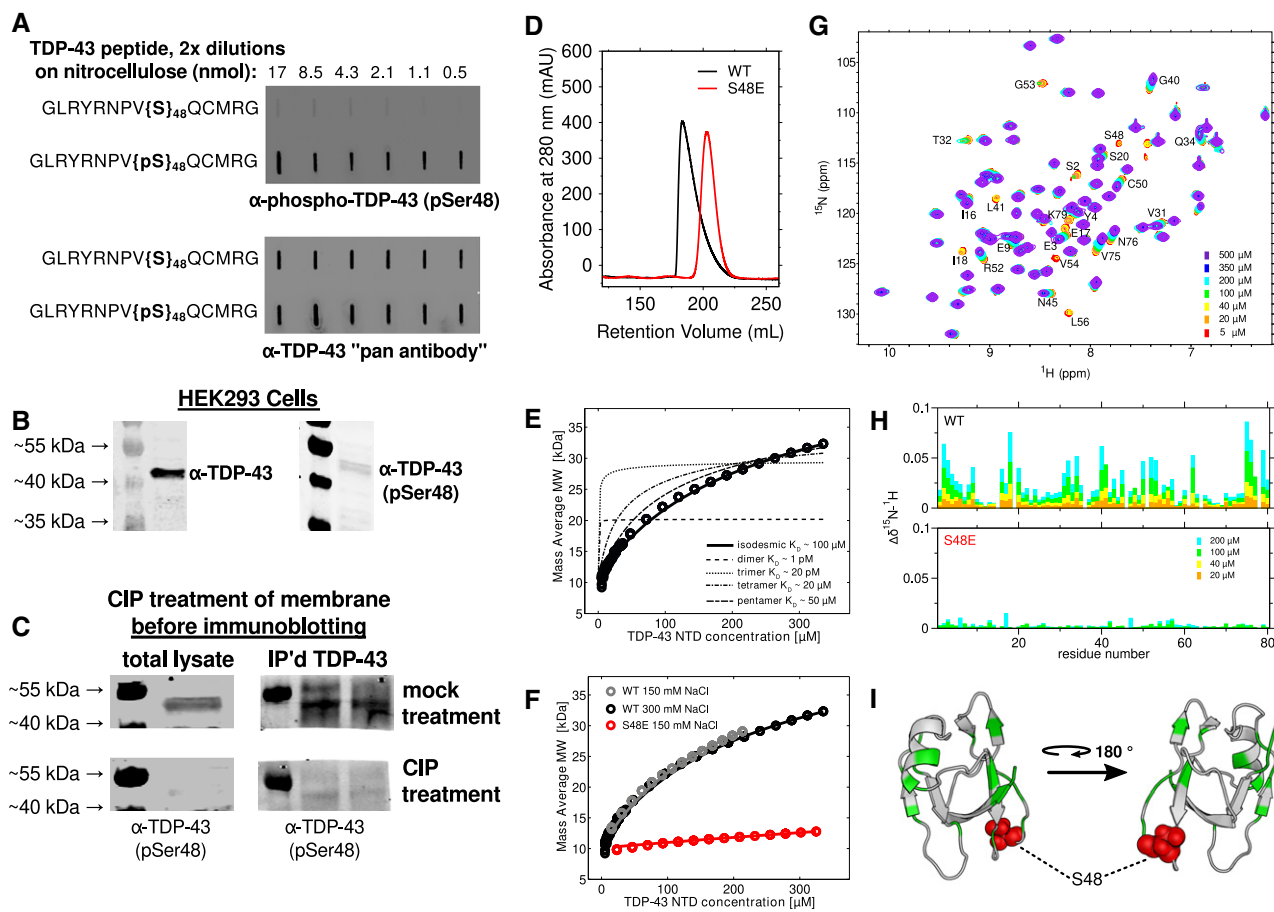 A
TDP-43 peptide, 2x dilutions
on nitrocellulose (nmol): 17 8.5 4.3 2.1 1.1 0.5
GLRYRNPV{S}48QCMRG
GLRYRNPV{pS}48QCMRG
α-phospho-TDP-43 (pSer48)
GLRYRNPV{S}48QCMRG
GLRYRNPV{pS}48QCMRG
α-TDP-43 "pan antibody"
B
HEK293 Cells
~55 kDa →
~40 kDa →
~35 kDa →
α-TDP-43
α-TDP-43
(pSer48)
C
CIP treatment of membrane
before immunoblotting
total lysate
IP'd TDP-43
~55 kDa →
~40 kDa →
mock
treatment
~55 kDa →
~40 kDa →
CIP
treatment
α-TDP-43
(pSer48)
α-TDP-43
(pSer48)
D
Absorbance at 280 nm (mAU)
600
500
400
300
200
100
0
WT
S48E
150 200 250
Retention Volume (mL)
E
Mass Average MW [kDa]
35
30
25
20
15
10
5
isodesmic KD ~ 100 µM
dimer KD ~ 1 pM
trimer KD ~ 20 pM
tetramer KD ~ 20 µM
pentamer KD ~ 50 µM
0 100 200 300
TDP-43 NTD concentration [µM]
F
Mass Average MW [kDa]
35
30
25
20
15
10
5
WT 150 mM NaCl
WT 300 mM NaCl
S48E 150 mM NaCl
0 100 200 300
TDP-43 NTD concentration [µM]
G
15N (ppm)
105
110
115
120
125
130
G53
G40
T32
S48
Q34
S20
S2
C50
I16
L41
K79
Y4
V31
E17
E9
E3
N76
I18
V54
V75
R52
N45
L56
500 µM
350 µM
200 µM
100 µM
40 µM
20 µM
5 µM
10 9 8 7
1H (ppm)
H
Δδ15N-1H
0.1
0.05
0
WT
0.1
0.05
0
S48E
200 µM
100 µM
40 µM
20 µM
20 40 60 80
residue number
I
180 °
S48